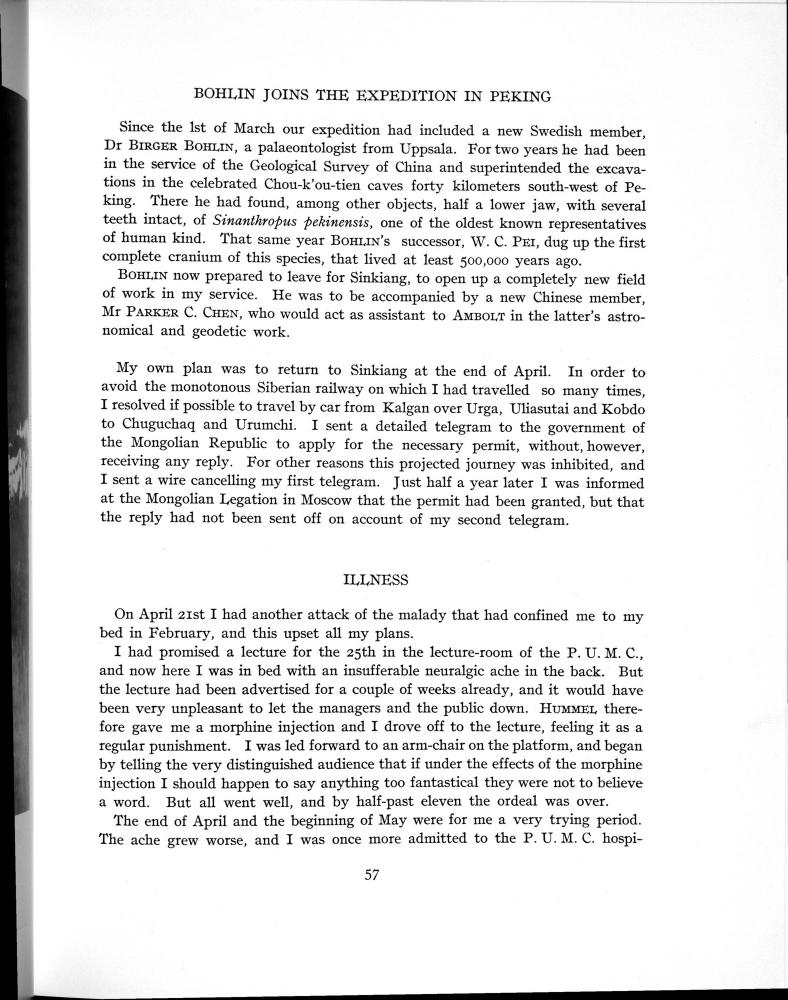 BOHLIN JOINS THE EXPEDITION IN PEKING
Since the 1st of March our expedition had included a new Swedish member,
Dr BIRGER BOHLIN, a palaeontologist from Uppsala. For two years he had been
in the service of the Geological Survey of China and superintended the excava-
tions in the celebrated Chou-k'ou-tien caves forty kilometers south-west of Pe-
king. There he had found, among other objects, half a lower jaw, with several
teeth intact, of Sinanthropus pekinensis, one of the oldest known representatives
of human kind. That same year BOHLIN's successor, W. C. PEI, dug up the first
complete cranium of this species, that lived at least 500,000 years ago.
BOHLIN now prepared to leave for Sinkiang, to open up a completely new field
of work in my service. He was to be accompanied by a new Chinese member,
Mr PARKER C. CHEN, who would act as assistant to AMBOLT in the latter's astro-
nomical and geodetic work.
My own plan was to return to Sinkiang at the end of April. In order to
avoid the monotonous Siberian railway on which I had travelled so many times,
I resolved if possible to travel by car from Kalgan over Urga, Uliasutai and Kobdo
to Chuguchaq and Urumchi. I sent a detailed telegram to the government of
the Mongolian Republic to apply for the necessary permit, without, however,
receiving any reply. For other reasons this projected journey was inhibited, and
I sent a wire cancelling my first telegram. Just half a year later I was informed
at the Mongolian Legation in Moscow that the permit had been granted, but that
the reply had not been sent off on account of my second telegram.
ILLNESS
On April 21st I had another attack of the malady that had confined me to my
bed in February, and this upset all my plans.
I had promised a lecture for the 25th in the lecture-room of the P. U. M. C.,
and now here I was in bed with an insufferable neuralgic ache in the back. But
the lecture had been advertised for a couple of weeks already, and it would have
been very unpleasant to let the managers and the public down. HUMMEL there-
fore gave me a morphine injection and I drove off to the lecture, feeling it as a
regular punishment. I was led forward to an arm-chair on the platform, and began
by telling the very distinguished audience that if under the effects of the morphine
injection I should happen to say anything too fantastical they were not to believe
a word. But all went well, and by half-past eleven the ordeal was over.
The end of April and the beginning of May were for me a very trying period.
The ache grew worse, and I was once more admitted to the P. U. M. C. hospi-
57